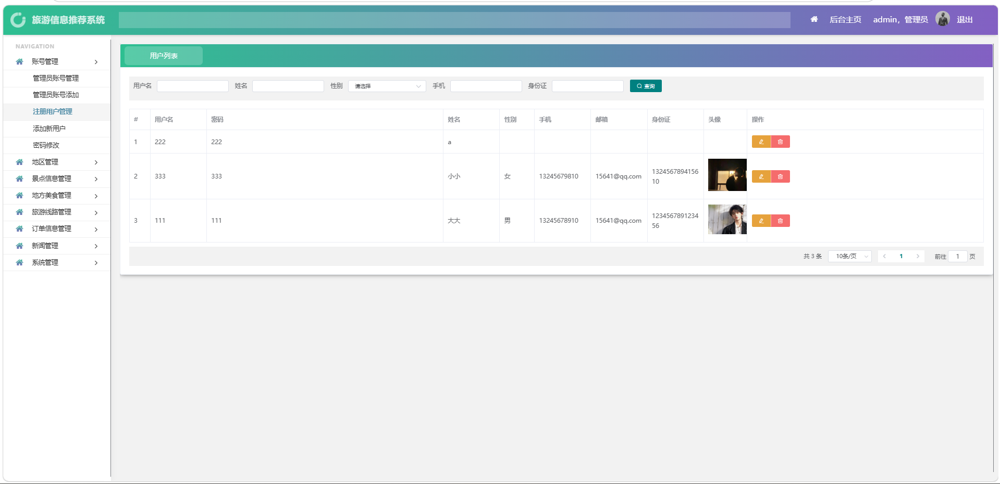 旅游信息推荐系统
后台主页 admin，管理员 退出
NAVIGATION
账号管理
管理员账号管理
管理员账号添加
注册用户管理
添加新用户
密码修改
地区管理
景点信息管理
地方美食管理
旅游线路管理
订单信息管理
新闻管理
系统管理
用户列表
用户名 姓名 性别 请选择 手机 身份证 查询
# 用户名 密码 姓名 性别 手机 邮箱 身份证 头像 操作
1 222 222 a
2 333 333 小小 女 13245679810 15641@qq.com 1324567894156
10
3 111 111 大大 男 13245678910 15641@qq.com 1234567891234
56
共 3 条 10条/页 1 前往 1 页